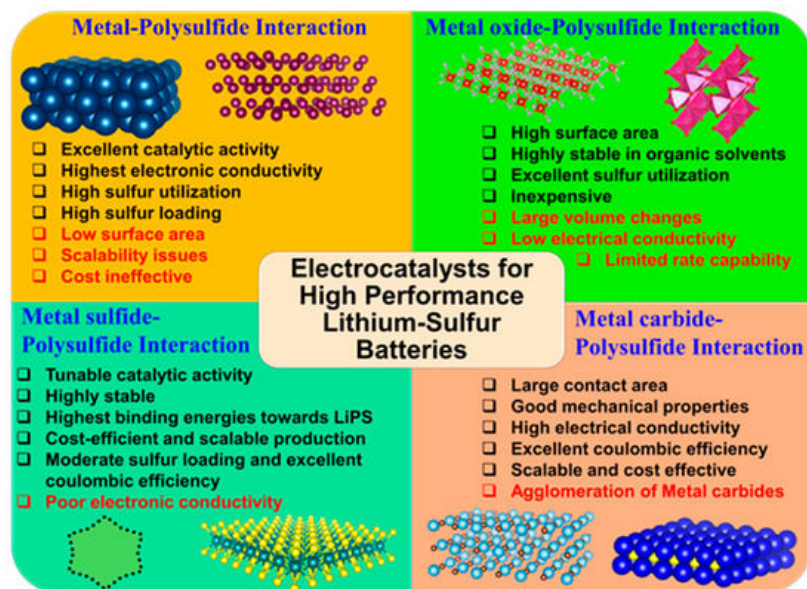 Metal-Polysulfide Interaction
❑ Excellent catalytic activity
❑ Highest electronic conductivity
❑ High sulfur utilization
❑ High sulfur loading
❑ Low surface area
❑ Scalability issues
❑ Cost ineffective
Metal oxide-Polysulfide Interaction
❑ High surface area
❑ Highly stable in organic solvents
❑ Excellent sulfur utilization
❑ Inexpensive
❑ Large volume changes
❑ Low electrical conductivity
❑ Limited rate capability
Electrocatalysts for
High Performance
Lithium-Sulfur
Batteries
Metal sulfide-
Polysulfide Interaction
❑ Tunable catalytic activity
❑ Highly stable
❑ Highest binding energies towards LiPS
❑ Cost-efficient and scalable production
❑ Moderate sulfur loading and excellent
coulombic efficiency
❑ Poor electronic conductivity
Metal carbide-
Polysulfide Interaction
❑ Large contact area
❑ Good mechanical properties
❑ High electrical conductivity
❑ Excellent coulombic efficiency
❑ Scalable and cost effective
❑ Agglomeration of Metal carbides